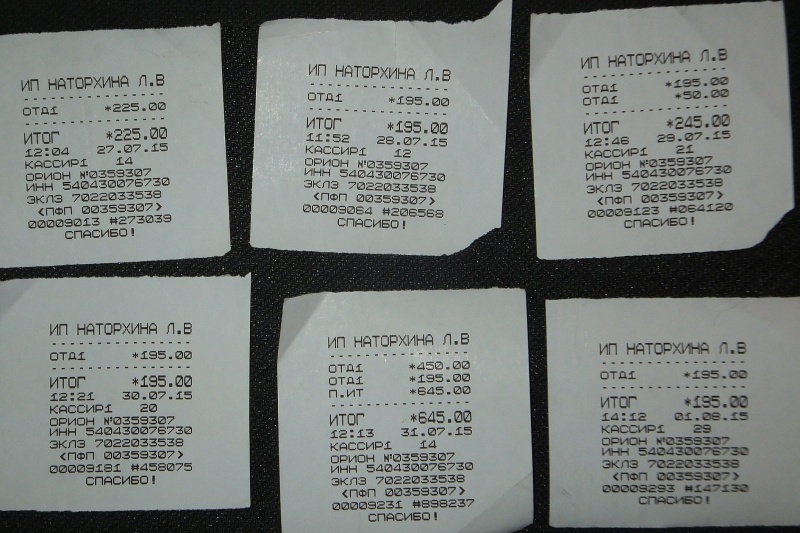 ИП НАТОРХИНА Л.В
ОТД1 *225.00
ИТОГ *225.00
12:04 27.07.15
КАССИР1 14
ОРИОН №0359307
ИНН 540430076730
ЭКЛЗ 7022033538
<ПФП 00359307>
00009013 #273039
СПАСИБО!
ИП НАТОРХИНА Л.В
ОТД1 *195.00
ИТОГ *195.00
11:52 28.07.15
КАССИР1 12
ОРИОН №0359307
ИНН 540430076730
ЭКЛЗ 7022033538
<ПФП 00359307>
00009064 #206568
СПАСИБО!
ИП НАТОРХИНА Л.В
ОТД1 *195.00
ОТД1 *50.00
ИТОГ *245.00
12:46 29.07.15
КАССИР1 21
ОРИОН №0359307
ИНН 540430076730
ЭКЛЗ 7022033538
<ПФП 00359307>
00009123 #064120
СПАСИБО!
ИП НАТОРХИНА Л.В
ОТД1 *195.00
ИТОГ *195.00
12:21 30.07.15
КАССИР1 20
ОРИОН №0359307
ИНН 540430076730
ЭКЛЗ 7022033538
<ПФП 00359307>
00009181 #458075
СПАСИБО!
ИП НАТОРХИНА Л.В
ОТД1 *450.00
ОТД1 *195.00
П.ИТ *645.00
ИТОГ *645.00
12:13 31.07.15
КАССИР1 14
ОРИОН №0359307
ИНН 540430076730
ЭКЛЗ 7022033538
<ПФП 00359307>
00009231 #898237
СПАСИБО!
ИП НАТОРХИНА Л.В
ОТД1 *195.00
ИТОГ *195.00
14:12 01.08.15
КАССИР1 29
ОРИОН №0359307
ИНН 540430076730
ЭКЛЗ 7022033538
<ПФП 00359307>
00009293 #147130
СПАСИБО!